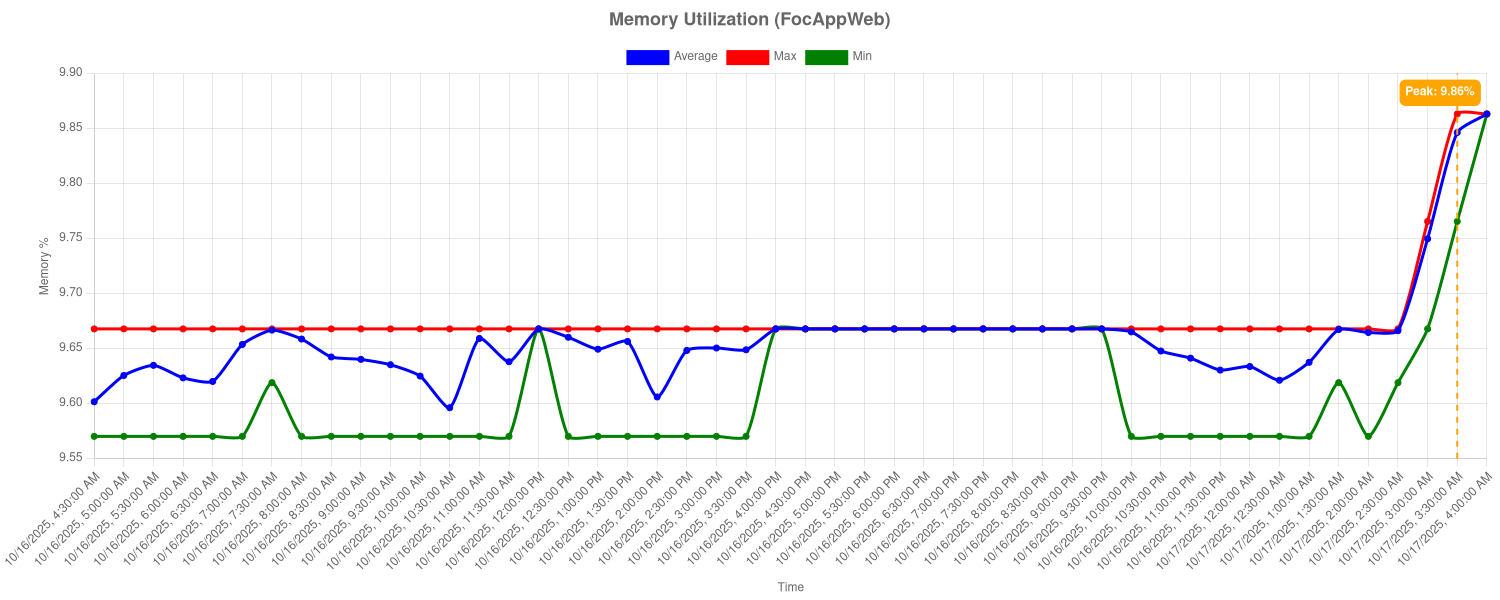 Memory Utilization (FocAppWeb)
Average Max Min
9.90
Peak: 9.86%
9.85
9.80
9.75
9.70
9.65
9.60
9.55
Memory %
10/16/2025, 4:30:00 AM
10/16/2025, 5:00:00 AM
10/16/2025, 5:30:00 AM
10/16/2025, 6:00:00 AM
10/16/2025, 6:30:00 AM
10/16/2025, 7:00:00 AM
10/16/2025, 7:30:00 AM
10/16/2025, 8:00:00 AM
10/16/2025, 8:30:00 AM
10/16/2025, 9:00:00 AM
10/16/2025, 9:30:00 AM
10/16/2025, 10:00:00 AM
10/16/2025, 10:30:00 AM
10/16/2025, 11:00:00 AM
10/16/2025, 11:30:00 AM
10/16/2025, 12:00:00 PM
10/16/2025, 12:30:00 PM
10/16/2025, 1:00:00 PM
10/16/2025, 1:30:00 PM
10/16/2025, 2:00:00 PM
10/16/2025, 2:30:00 PM
10/16/2025, 3:00:00 PM
10/16/2025, 3:30:00 PM
10/16/2025, 4:00:00 PM
10/16/2025, 4:30:00 PM
10/16/2025, 5:00:00 PM
10/16/2025, 5:30:00 PM
10/16/2025, 6:00:00 PM
10/16/2025, 6:30:00 PM
10/16/2025, 7:00:00 PM
10/16/2025, 7:30:00 PM
10/16/2025, 8:00:00 PM
10/16/2025, 8:30:00 PM
10/16/2025, 9:00:00 PM
10/16/2025, 9:30:00 PM
10/16/2025, 10:00:00 PM
10/16/2025, 10:30:00 PM
10/16/2025, 11:00:00 PM
10/16/2025, 11:30:00 PM
10/17/2025, 12:00:00 AM
10/17/2025, 12:30:00 AM
10/17/2025, 1:00:00 AM
10/17/2025, 1:30:00 AM
10/17/2025, 2:00:00 AM
10/17/2025, 2:30:00 AM
10/17/2025, 3:00:00 AM
10/17/2025, 3:30:00 AM
10/17/2025, 4:00:00 AM
Time